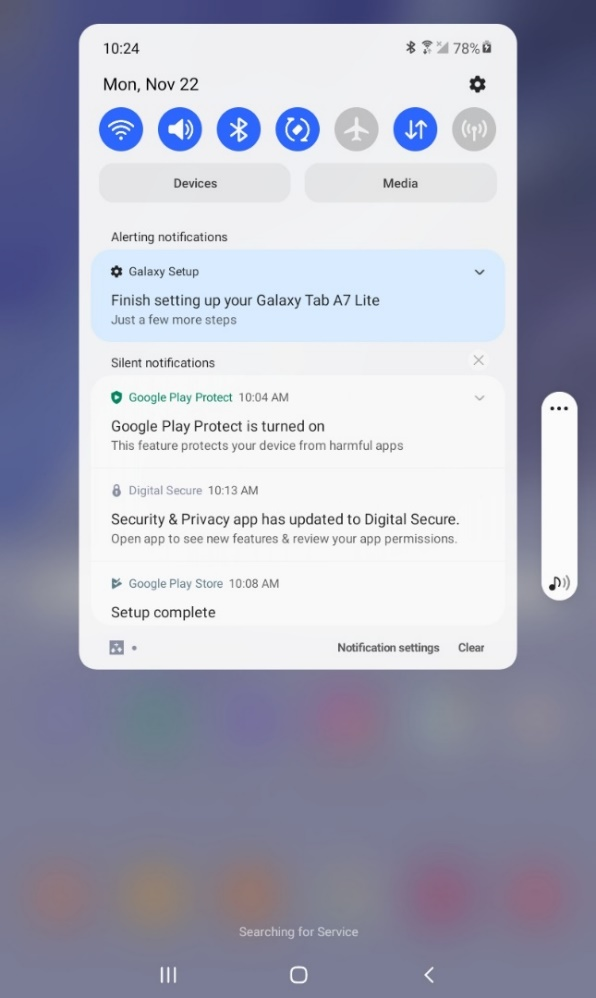 10:24
78%
Mon, Nov 22
Devices
Media
Alerting notifications
Galaxy Setup
Finish setting up your Galaxy Tab A7 Lite
Just a few more steps
Silent notifications
Google Play Protect 10:04 AM
Google Play Protect is turned on
This feature protects your device from harmful apps
Digital Secure 10:13 AM
Security & Privacy app has updated to Digital Secure.
Open app to see new features & review your app permissions.
Google Play Store 10:08 AM
Setup complete
Notification settings
Clear
Searching for Service